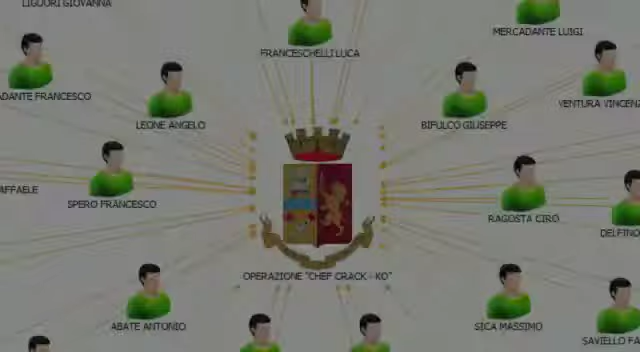 LIGUORI GIOVANNA
MERCADANTE LUIGI
FRANCESCHELLI LUCA
ADANTE FRANCESCO
VENTURA VINCENZ
LEONE ANGELO
BIFULCO GIUSEPPE
AFFAELE
SPERO FRANCESCO
RAGOSTA CIRO
DELFINO
OPERAZIONE "CHEF CRACK - KO"
ABATE ANTONIO
SICA MASSIMO
SAVIELLO FA